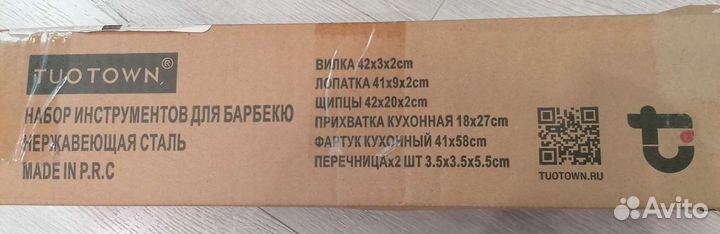 TUOTOWN®
НАБОР ИНСТРУМЕНТОВ ДЛЯ БАРБЕКЮ
НЕРЖАВЕЮЩАЯ СТАЛЬ
MADE IN P.R.C
ВИЛКА 42x3x2cm
ЛОПАТКА 41x9x2cm
ЩИПЦЫ 42x20x2cm
ПРИХВАТКА КУХОННАЯ 18x27cm
ФАРТУК КУХОННЫЙ 41x58cm
ПЕРЕЧНИЦАx2 ШТ 3.5x3.5x5.5cm
TUOTOWN.RU
Avito